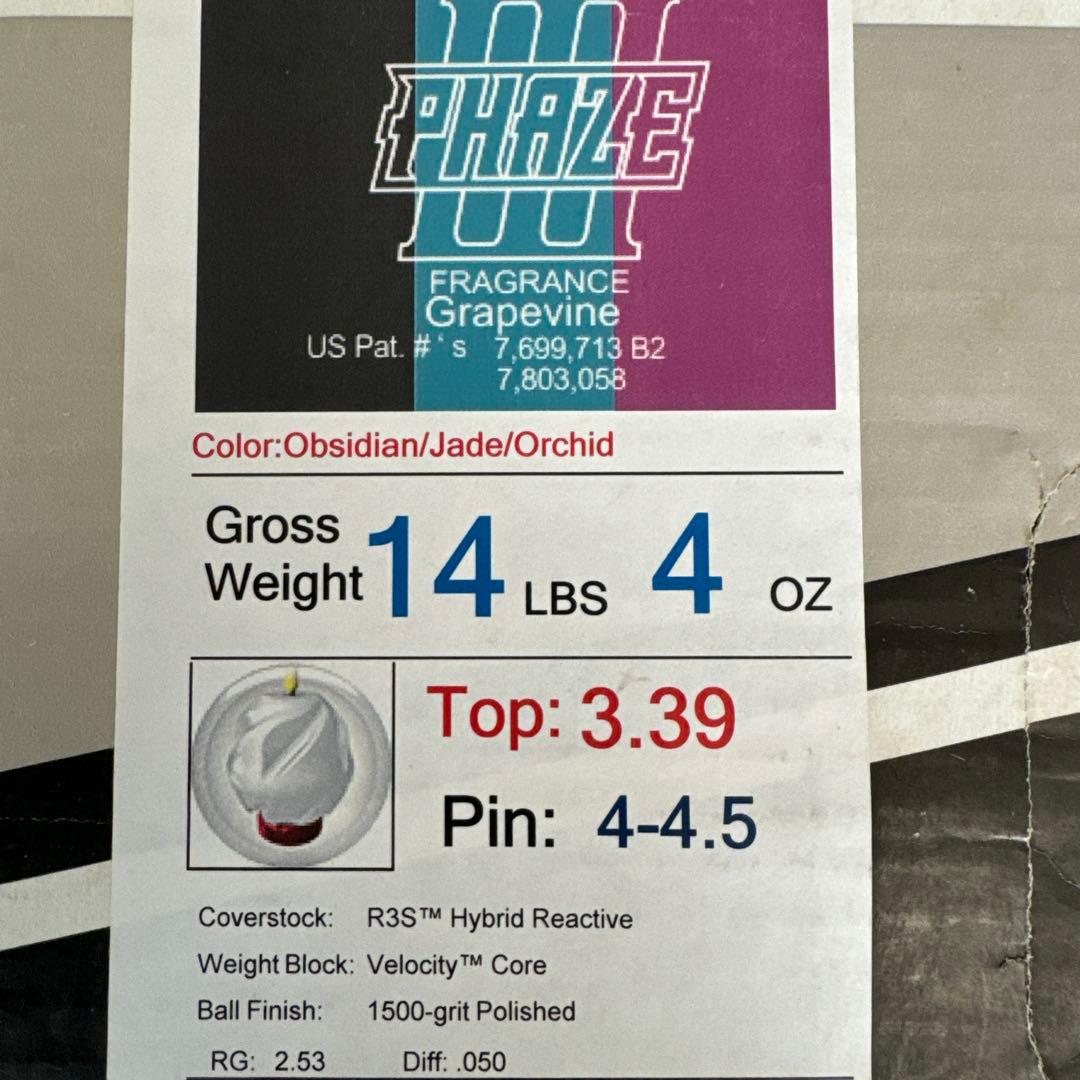 III
PHAZE
FRAGRANCE
Grapevine
US Pat. #'s 7,699,713 B2
7,803,058
Color:Obsidian/Jade/Orchid
Gross Weight 14 LBS 4 OZ
Top: 3.39
Pin: 4-4.5
Coverstock: R3S™ Hybrid Reactive
Weight Block: Velocity™ Core
Ball Finish: 1500-grit Polished
RG: 2.53 Diff: .050